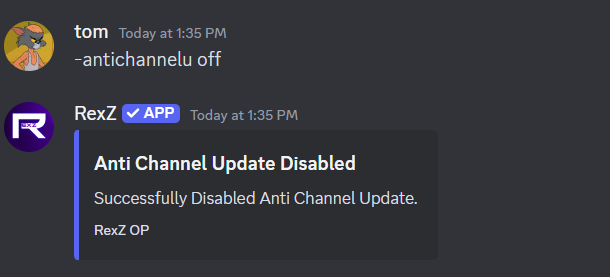 tom Today at 1:35 PM
-antichannelu off
RexZ ✓ APP Today at 1:35 PM
Anti Channel Update Disabled
Successfully Disabled Anti Channel Update.
RexZ OP